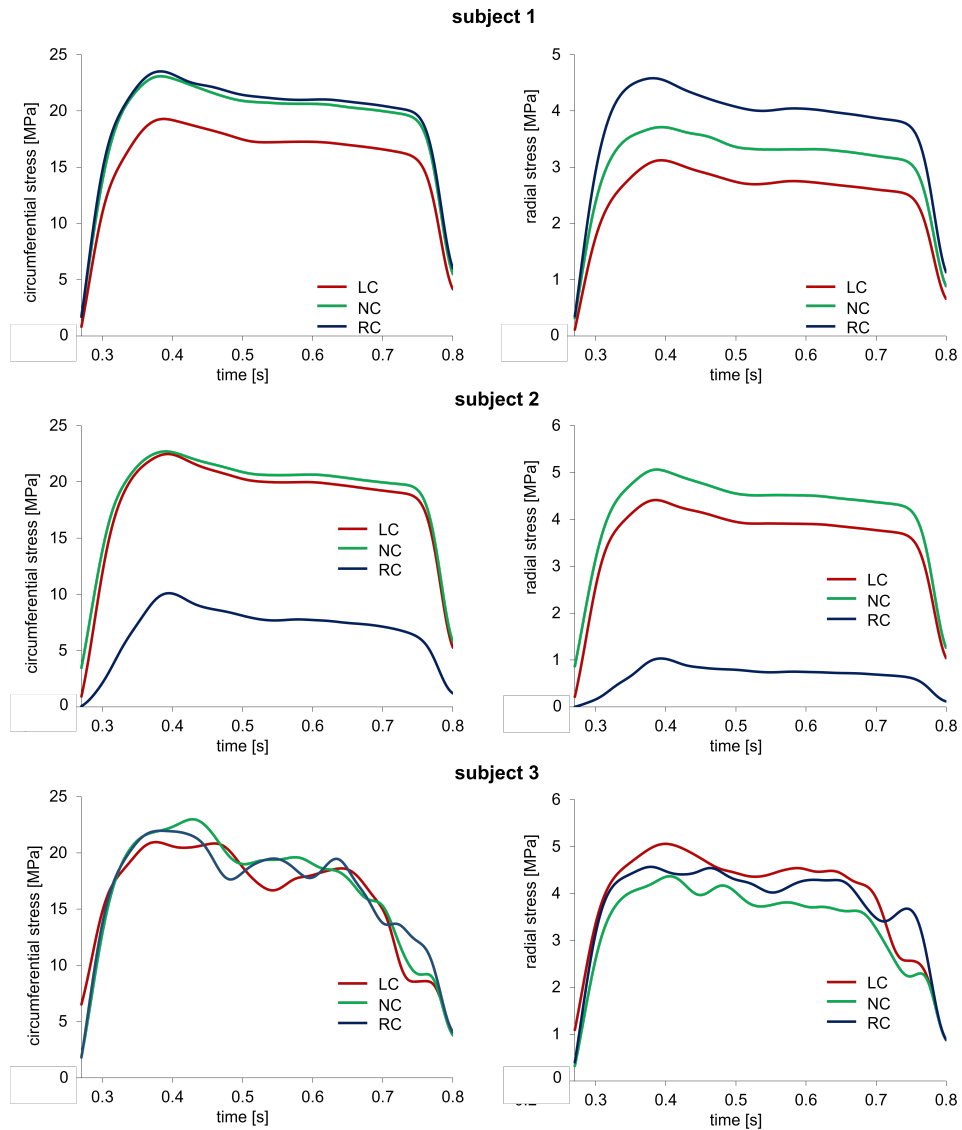 subject 1
circumferential stress [MPa]
25
20
15
10
5
0
0.3 0.4 0.5 0.6 0.7 0.8
time [s]
LC
NC
RC
radial stress [MPa]
5
4
3
2
1
0
0.3 0.4 0.5 0.6 0.7 0.8
time [s]
LC
NC
RC
subject 2
circumferential stress [MPa]
25
20
15
10
5
0
0.3 0.4 0.5 0.6 0.7 0.8
time [s]
LC
NC
RC
radial stress [MPa]
6
5
4
3
2
1
0
0.3 0.4 0.5 0.6 0.7 0.8
time [s]
LC
NC
RC
subject 3
circumferential stress [MPa]
25
20
15
10
5
0
0.3 0.4 0.5 0.6 0.7 0.8
time [s]
LC
NC
RC
radial stress [MPa]
6
5
4
3
2
1
0
0.3 0.4 0.5 0.6 0.7 0.8
time [s]
LC
NC
RC